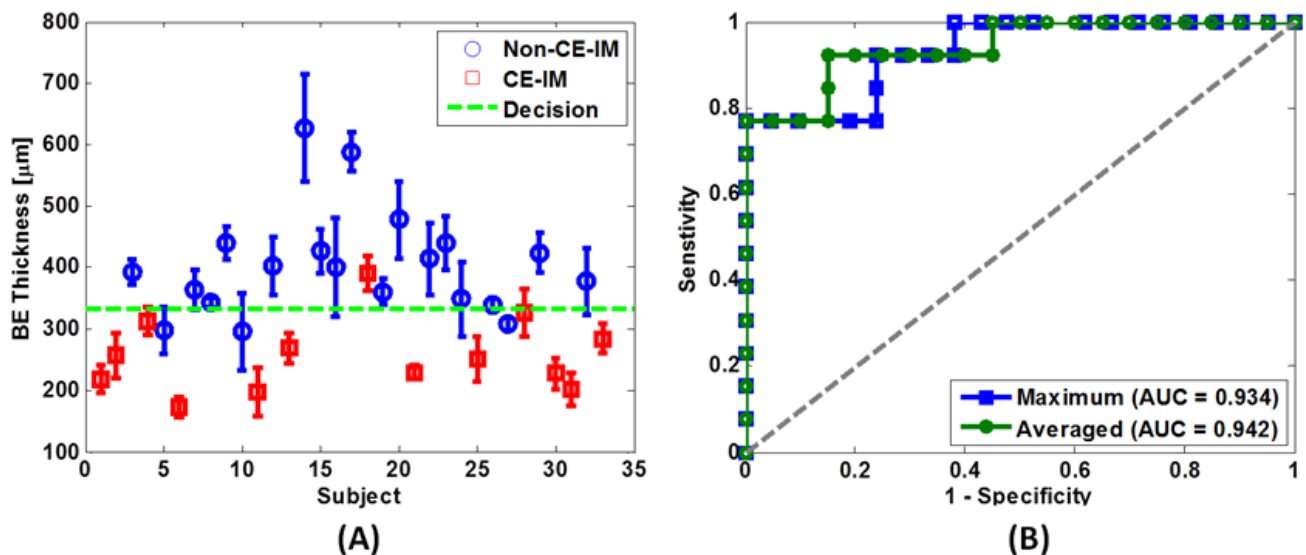 800
700
600
500
400
300
200
100
BE Thickness [μm]
Non-CE-IM
CE-IM
Decision
0 5 10 15 20 25 30 35
Subject
(A)
1
0.8
0.6
0.4
0.2
0
Senstivity
Maximum (AUC = 0.934)
Averaged (AUC = 0.942)
0 0.2 0.4 0.6 0.8 1
1 - Specificity
(B)